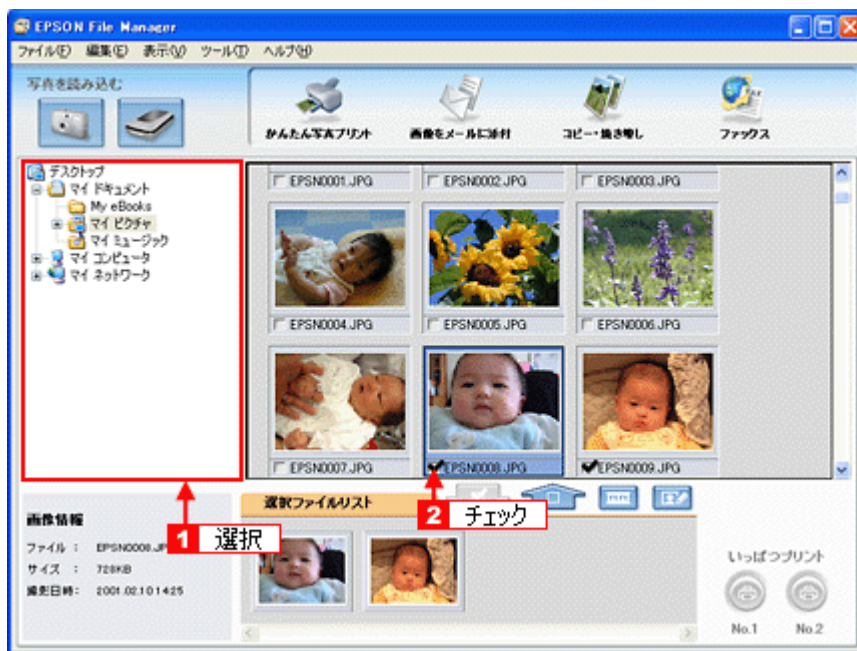 EPSON File Manager
ファイル(F) 編集(E) 表示(V) ツール(T) ヘルプ(H)
写真を読み込む
かんたん写真プリント 画像をメールに添付 コピー・焼き増し ファックス
デスクトップ
マイ ドキュメント
My eBooks
マイ ピクチャ
マイ ミュージック
マイ コンピュータ
マイ ネットワーク
EPSN0001.JPG EPSN0002.JPG EPSN0003.JPG
EPSN0004.JPG EPSN0005.JPG EPSN0006.JPG
EPSN0007.JPG EPSN0008.JPG EPSN0009.JPG
1 選択
2 チェック
選択ファイルリスト
画像情報
ファイル : EPSN0008.JP
サイズ : 728KB
撮影日時: 2001.02.10 14:25
いっぱつプリント
No.1 No.2